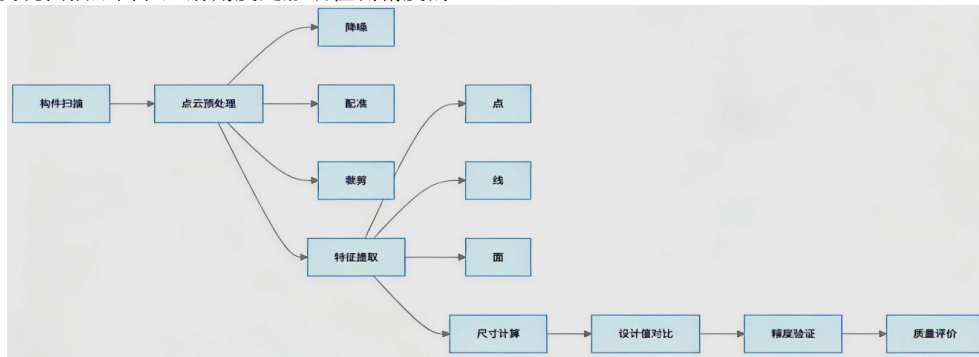 降噪
构件扫描
点云预处理
配准
点
裁剪
线
特征提取
面
尺寸计算
设计值对比
精度验证
质量评价